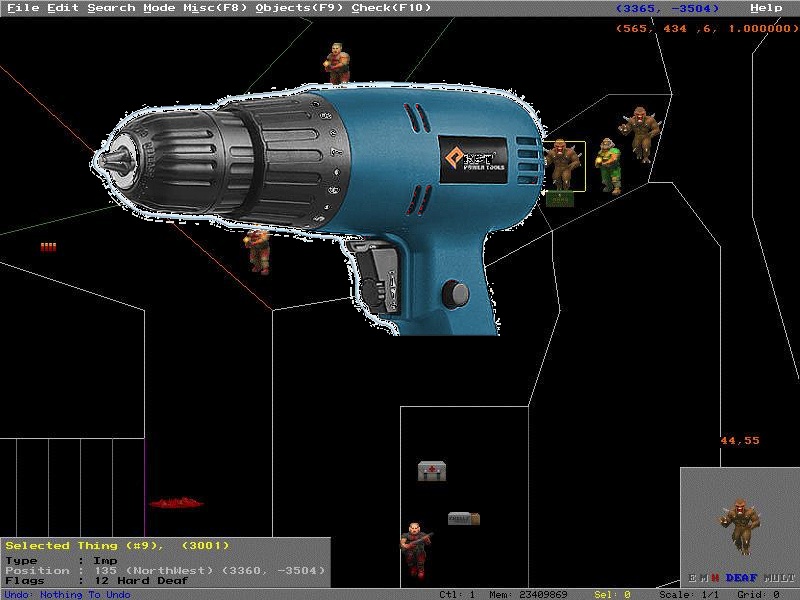 File Edit Search Mode Misc(F8) Objects(F9) Check(F10) (3365, -3504) Help
(565, 434 ,6, 1.000000)
POWER TOOLS
44,55
Selected Thing (#9), (3001)
Type : Imp
Position : 135 (NorthWest) (3360, -3504)
Flags : 12 Hard Deaf
E M H DEAF MULT
Undo: Nothing To Undo Ctl: 1 Mem: 23409869 Sel: 0 Scale: 1/1 Grid: 0